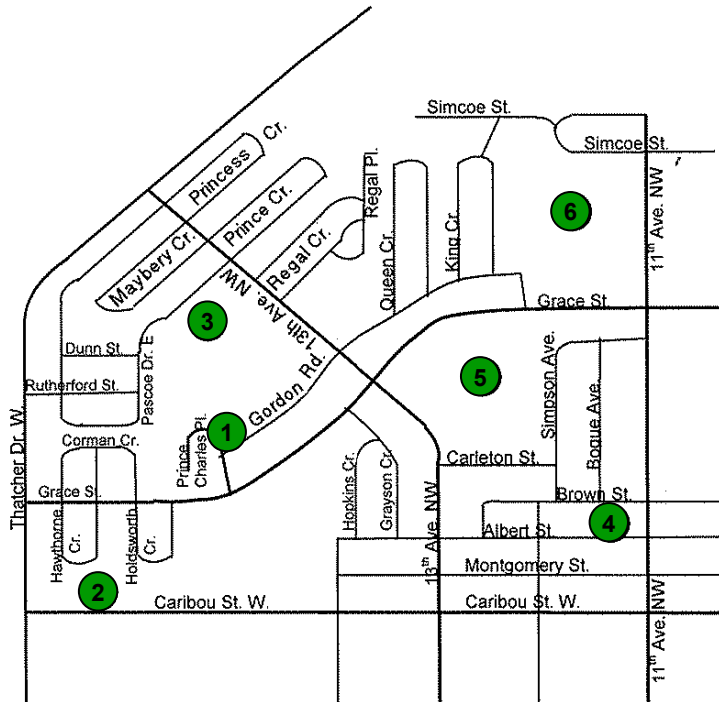 Simcoe St.
Simcoe St.
Princess
Cr.
Maybery Cr.
Prince Cr.
Regal Cr.
Regal Pl.
Queen Cr.
King Cr.
6
11th Ave. NW
13th Ave. NW
Grace St.
3
Dunn St.
Pascoe Dr. E
Rutherford St.
Gordon Rd.
5
Simpson Ave.
Bogue Ave.
1
Prince
Charles Pl.
Corman Cr.
Thatcher Dr. W.
Carleton St.
Hopkins Cr.
Grayson Cr.
Grace St.
Brown St.
4
Albert St.
Hawthorne
Cr.
Holdsworth
Cr.
13th Ave. NW
Montgomery St.
2
Caribou St. W.
Caribou St. W.
11th Ave. NW